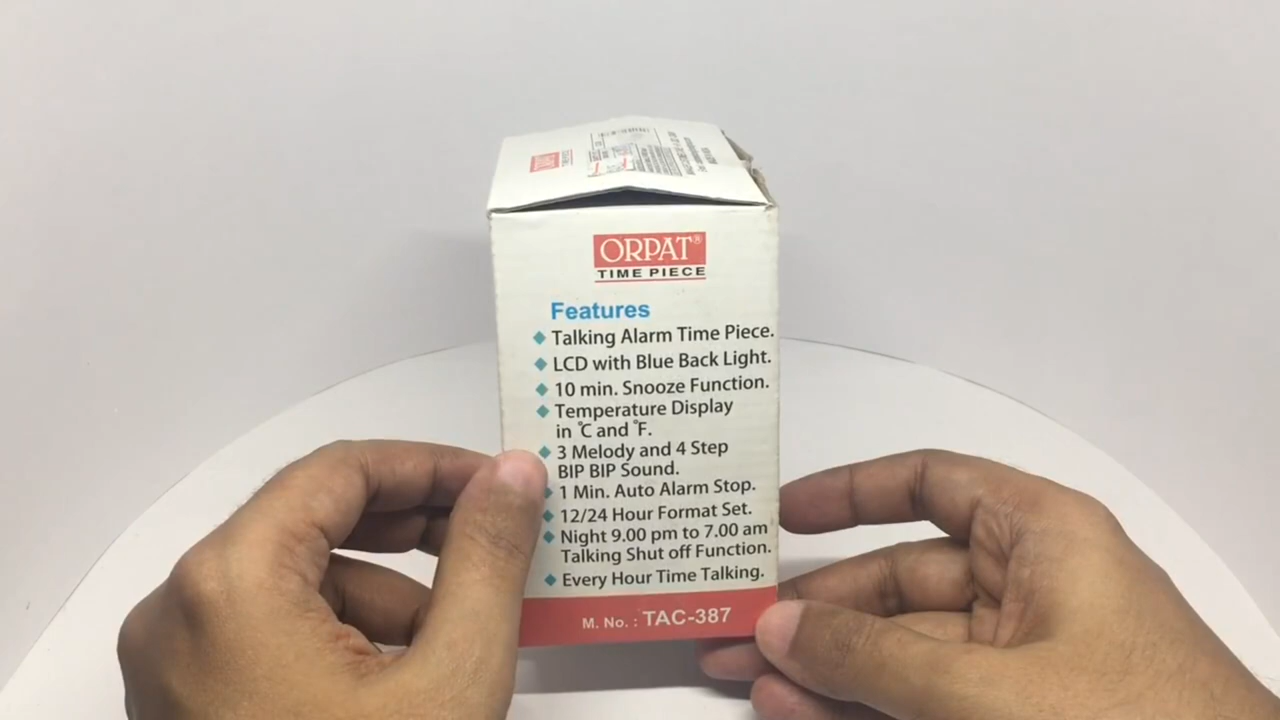 ORPAT®
TIME PIECE
Features
Talking Alarm Time Piece.
LCD with Blue Back Light.
10 min. Snooze Function.
Temperature Display
in °C and °F.
3 Melody and 4 Step
BIP BIP Sound.
1 Min. Auto Alarm Stop.
12/24 Hour Format Set.
Night 9.00 pm to 7.00 am
Talking Shut off Function.
Every Hour Time Talking.
M. No. : TAC-387